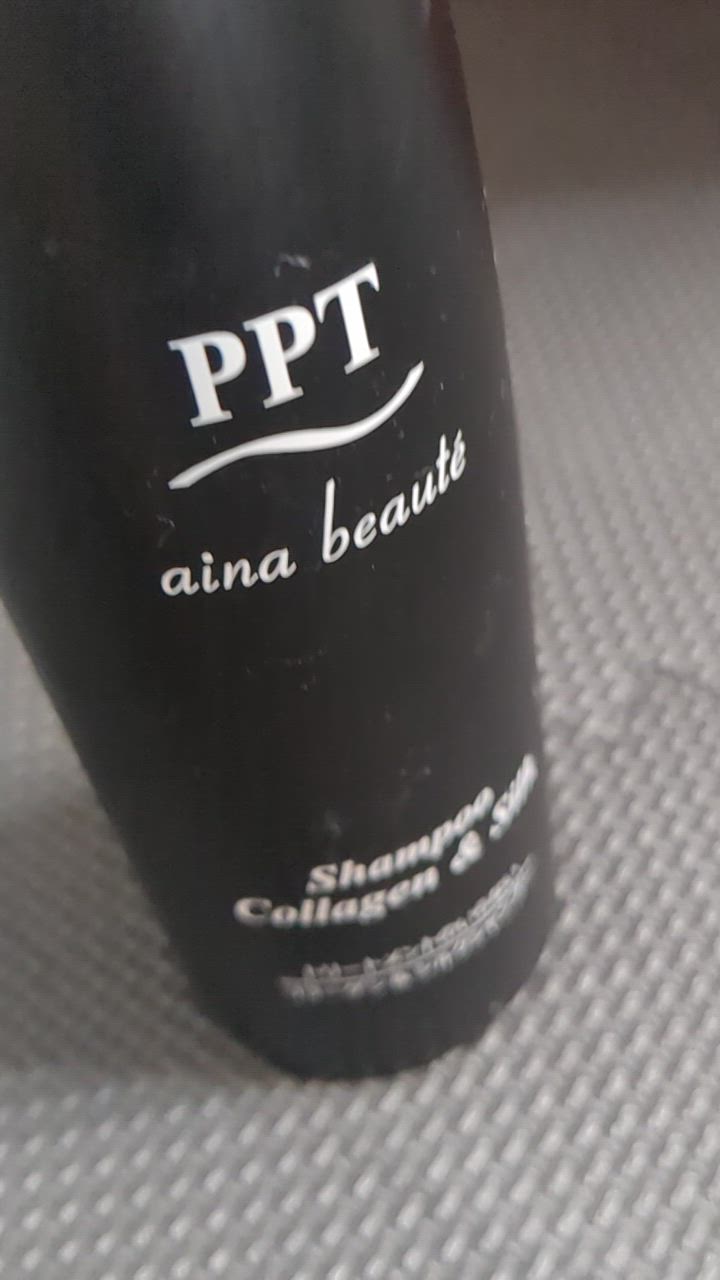 PPT
aina beauté
Shampoo
Collagen & Silk